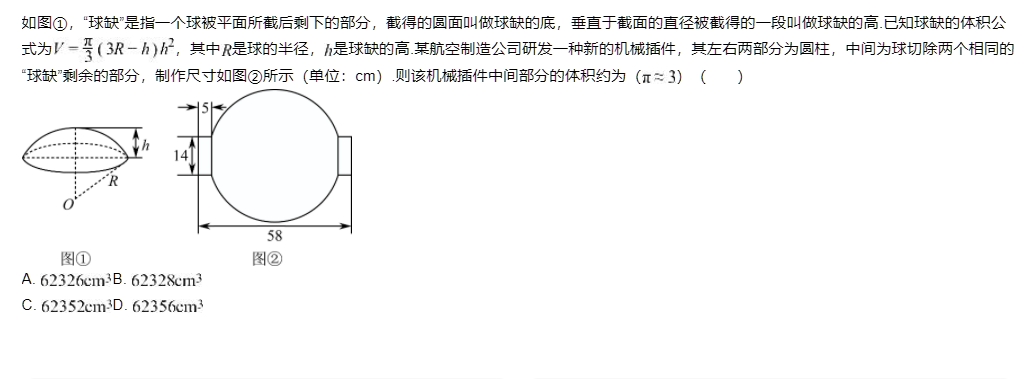 如图①，“球缺”是指一个球被平面所截后剩下的部分，截得的圆面叫做球缺的底，垂直于截面的直径被截得的一段叫做球缺的高.已知球缺的体积公
式为V = π/3 ( 3R − h ) h²，其中R是球的半径，h是球缺的高.某航空制造公司研发一种新的机械插件，其左右两部分为圆柱，中间为球切除两个相同的
“球缺”剩余的部分，制作尺寸如图②所示（单位：cm）.则该机械插件中间部分的体积约为（π ≈ 3）（　　）
5
h
14
R
O
58
图①
图②
A. 62326cm³B. 62328cm³
C. 62352cm³D. 62356cm³